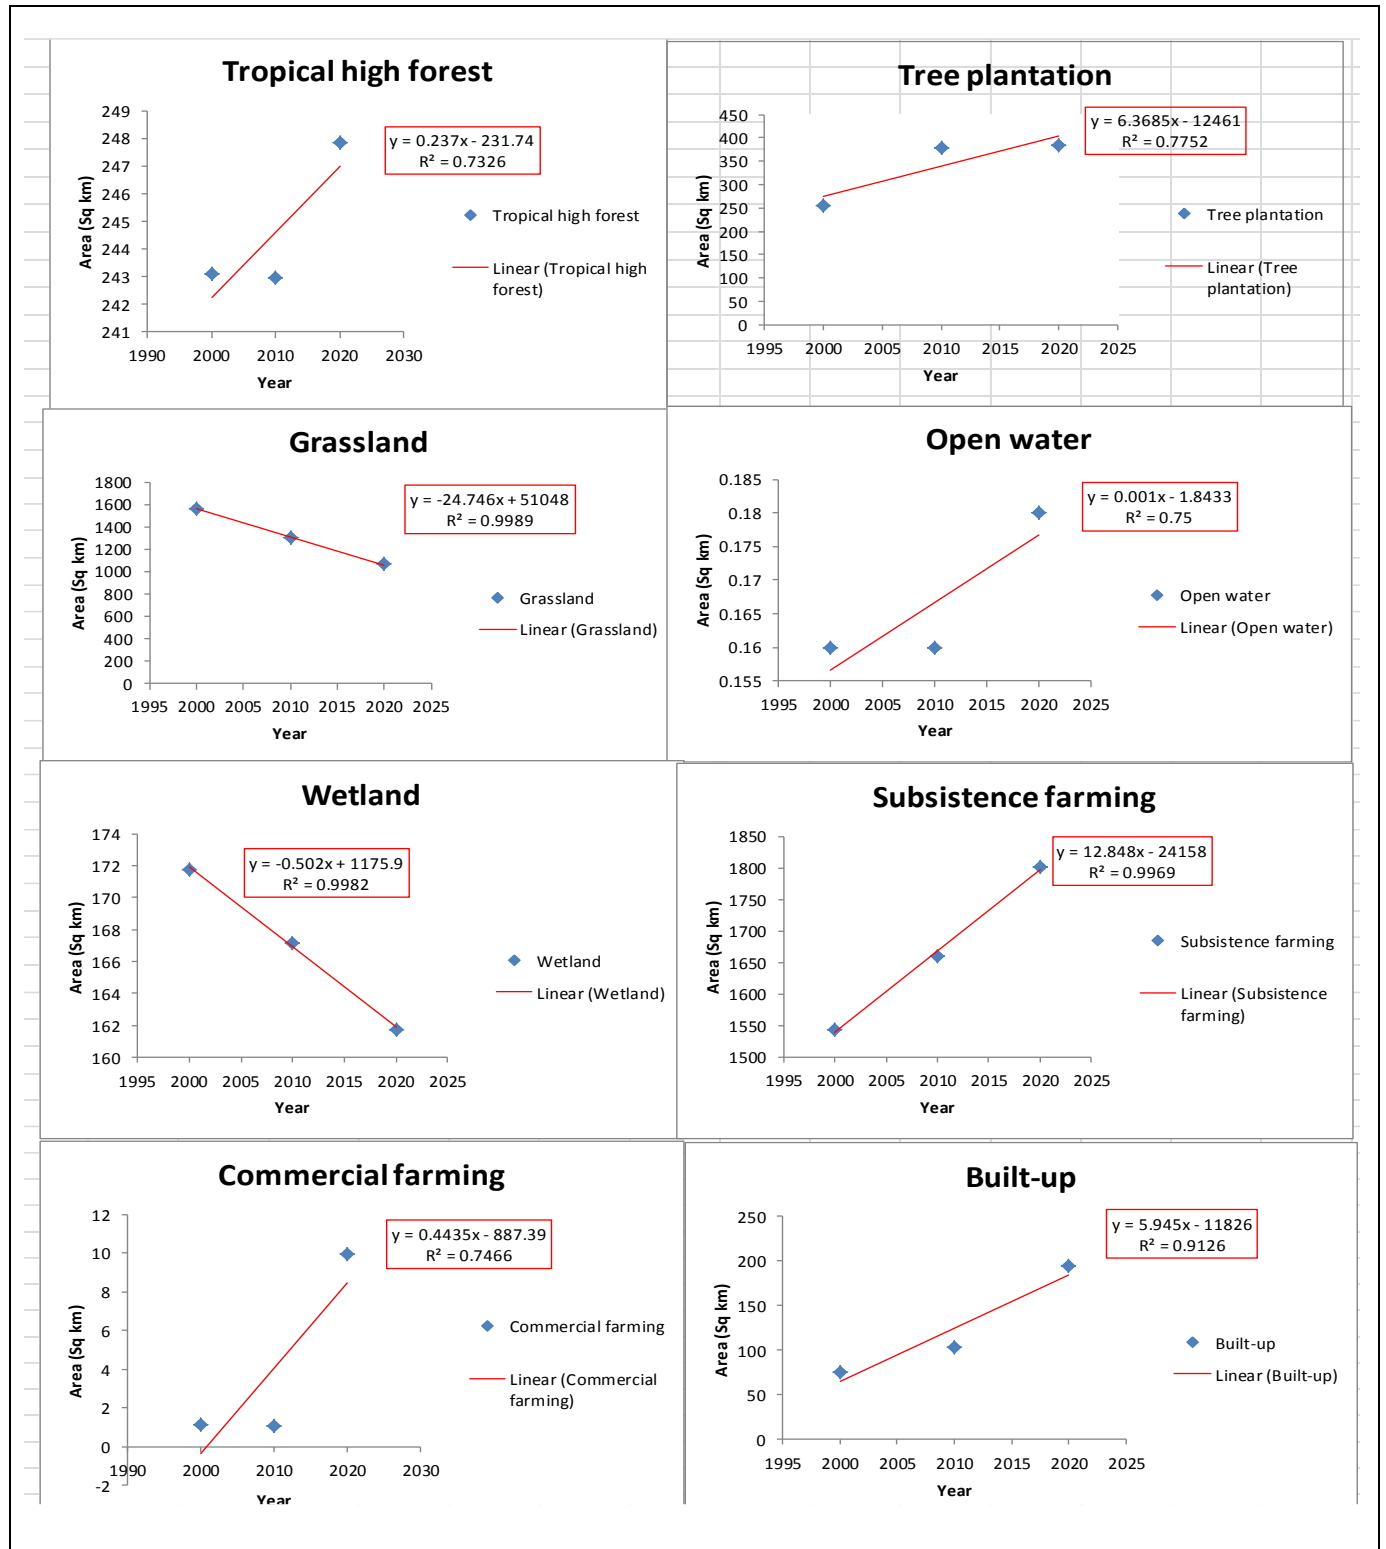 Tropical high forest
249
248
247
246
245
244
243
242
241
Area (Sq km)
1990 2000 2010 2020 2030
Year
y = 0.237x - 231.74
R² = 0.7326
Tropical high forest
Linear (Tropical high
forest)
Tree plantation
450
400
350
300
250
200
150
100
50
0
Area (Sq km)
1995 2000 2005 2010 2015 2020 2025
Year
y = 6.3685x - 12461
R² = 0.7752
Tree plantation
Linear (Tree
plantation)
Grassland
1800
1600
1400
1200
1000
800
600
400
200
0
Area (Sq km)
1995 2000 2005 2010 2015 2020 2025
Year
y = -24.746x + 51048
R² = 0.9989
Grassland
Linear (Grassland)
Open water
0.185
0.18
0.175
0.17
0.165
0.16
0.155
Area (Sq km)
1995 2000 2005 2010 2015 2020 2025
Year
y = 0.001x - 1.8433
R² = 0.75
Open water
Linear (Open water)
Wetland
174
172
170
168
166
164
162
160
Area (Sq km)
1995 2000 2005 2010 2015 2020 2025
Year
y = -0.502x + 1175.9
R² = 0.9982
Wetland
Linear (Wetland)
Subsistence farming
1850
1800
1750
1700
1650
1600
1550
1500
Area (Sq km)
1995 2000 2005 2010 2015 2020 2025
Year
y = 12.848x - 24158
R² = 0.9969
Subsistence farming
Linear (Subsistence
farming)
Commercial farming
12
10
8
6
4
2
0
-2
Area (Sq km)
1990 2000 2010 2020 2030
Year
y = 0.4435x - 887.39
R² = 0.7466
Commercial farming
Linear (Commercial
farming)
Built-up
250
200
150
100
50
0
Area (Sq km)
1995 2000 2005 2010 2015 2020 2025
Year
y = 5.945x - 11826
R² = 0.9126
Built-up
Linear (Built-up)